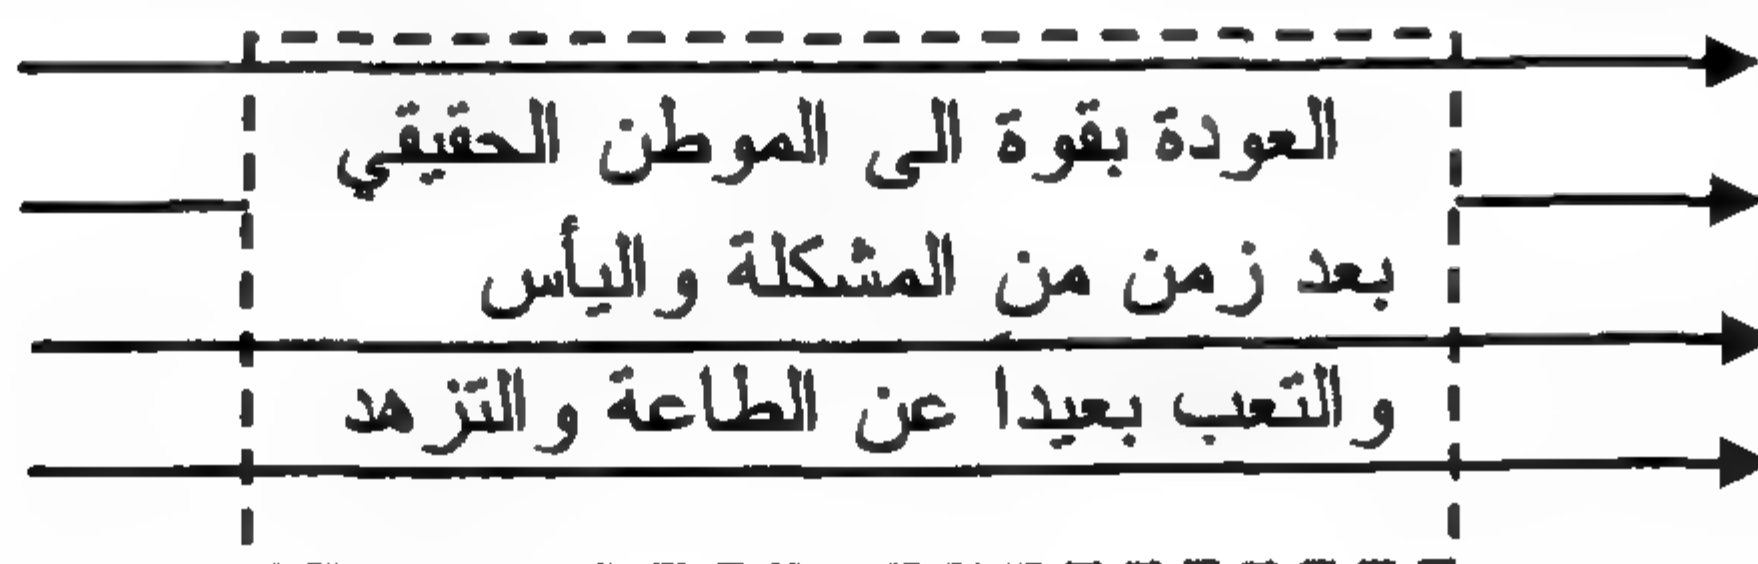 العودة بقوة الى الموطن الحقيقي
بعد زمن من المشكلة واليأس
والتعب بعيداً عن الطاعة والتزهد